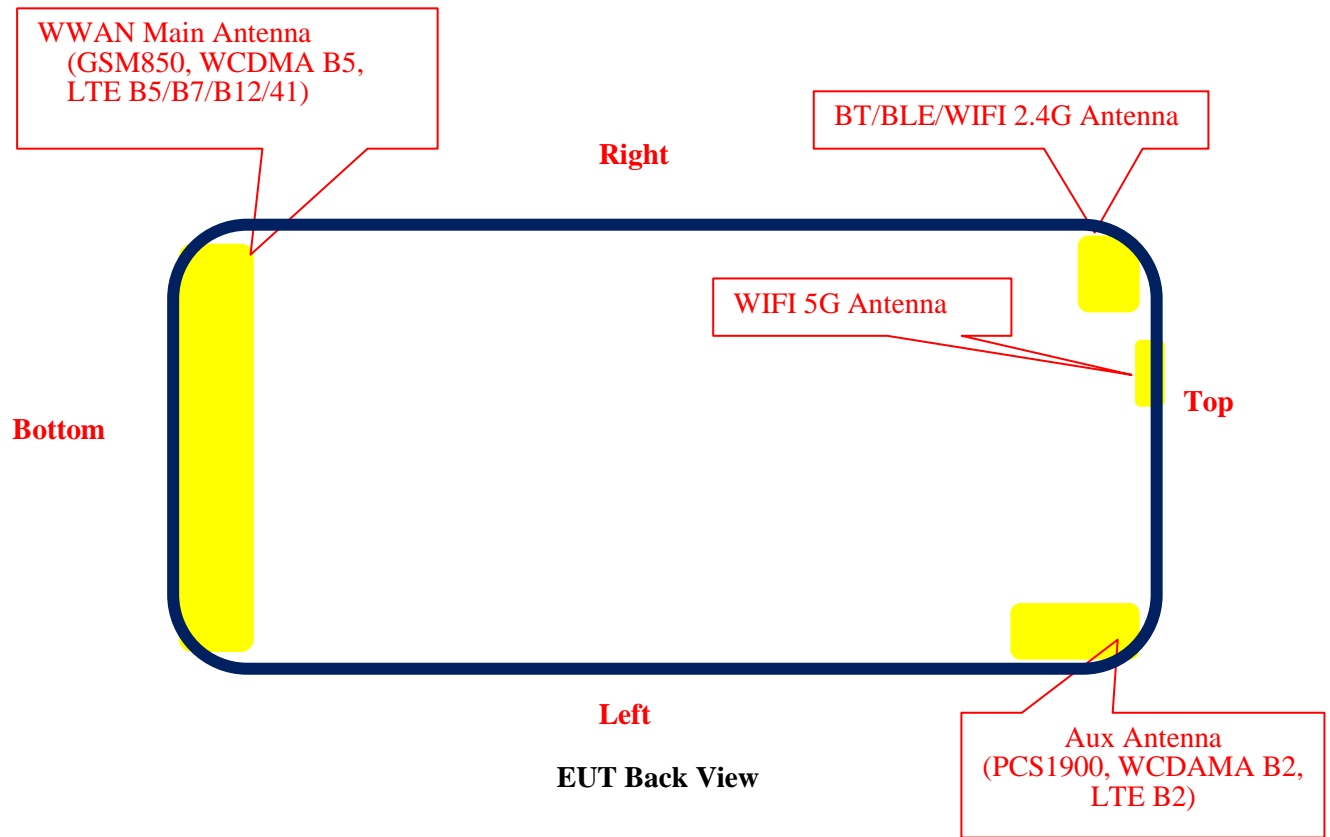 WWAN Main Antenna
(GSM850, WCDMA B5,
LTE B5/B7/B12/41)
BT/BLE/WIFI 2.4G Antenna
Right
WIFI 5G Antenna
Top
Bottom
Left
Aux Antenna
(PCS1900, WCDAMA B2,
LTE B2)
EUT Back View